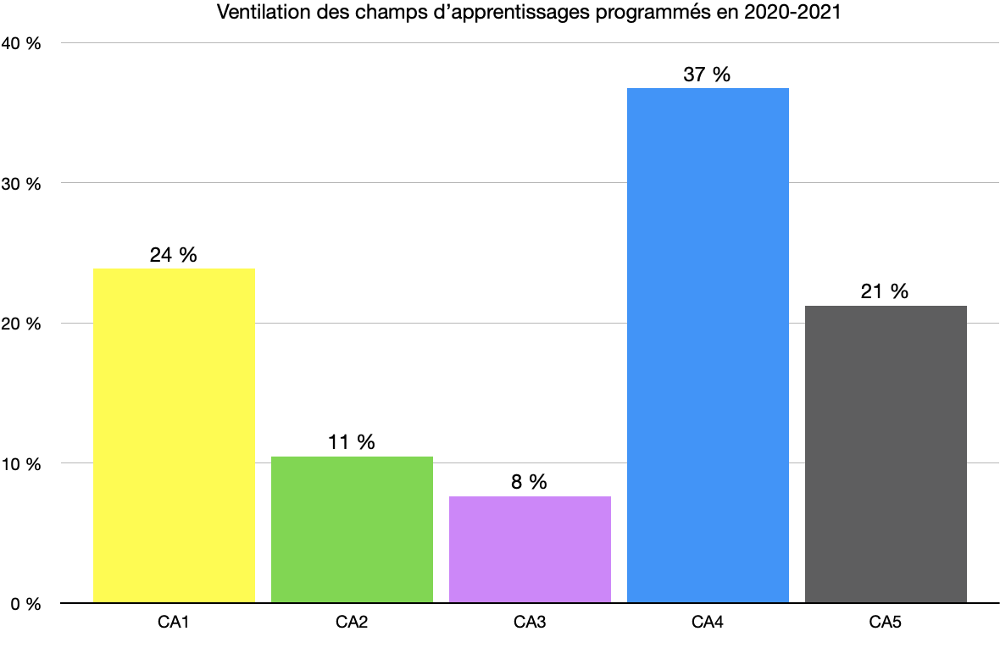 Ventilation des champs d’apprentissages programmés en 2020-2021
40 %
30 %
20 %
10 %
0 %
24 %
11 %
8 %
37 %
21 %
CA1
CA2
CA3
CA4
CA5